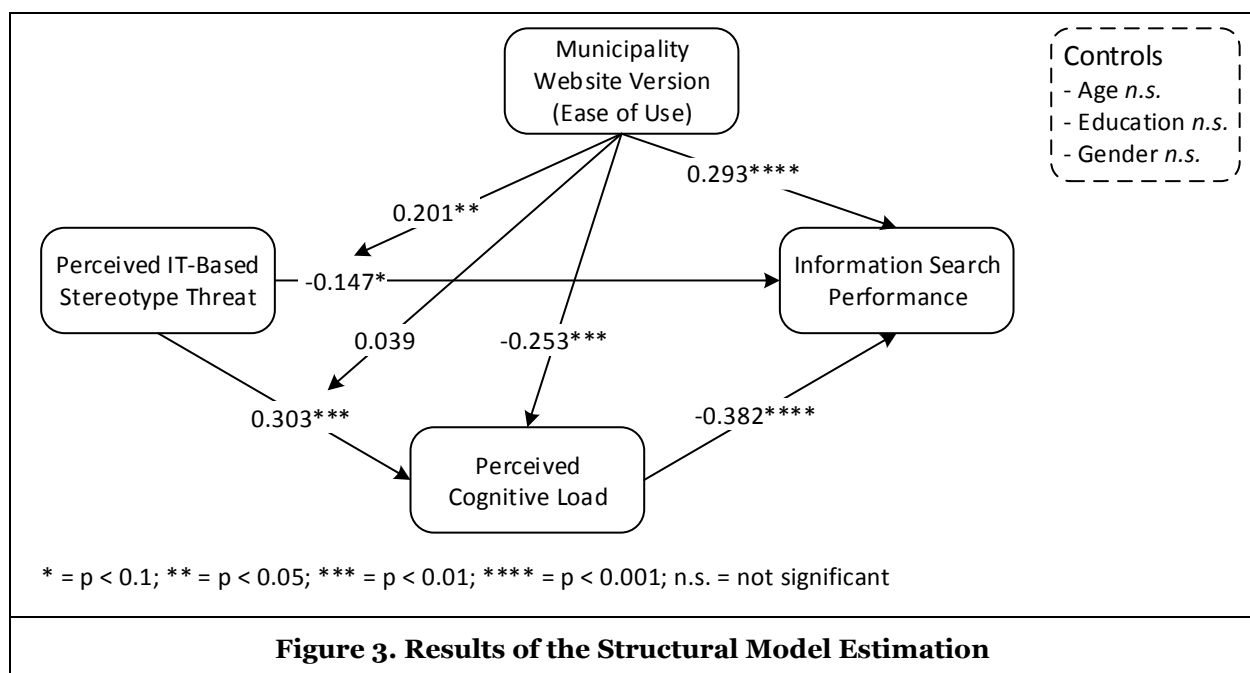 Municipality
Website Version
(Ease of Use)
Controls
- Age n.s.
- Education n.s.
- Gender n.s.
0.293****
0.201**
Perceived IT-Based
Stereotype Threat
-0.147*
Information Search
Performance
0.039
-0.253***
0.303***
-0.382****
Perceived
Cognitive Load
* = p < 0.1; ** = p < 0.05; *** = p < 0.01; **** = p < 0.001; n.s. = not significant
Figure 3. Results of the Structural Model Estimation